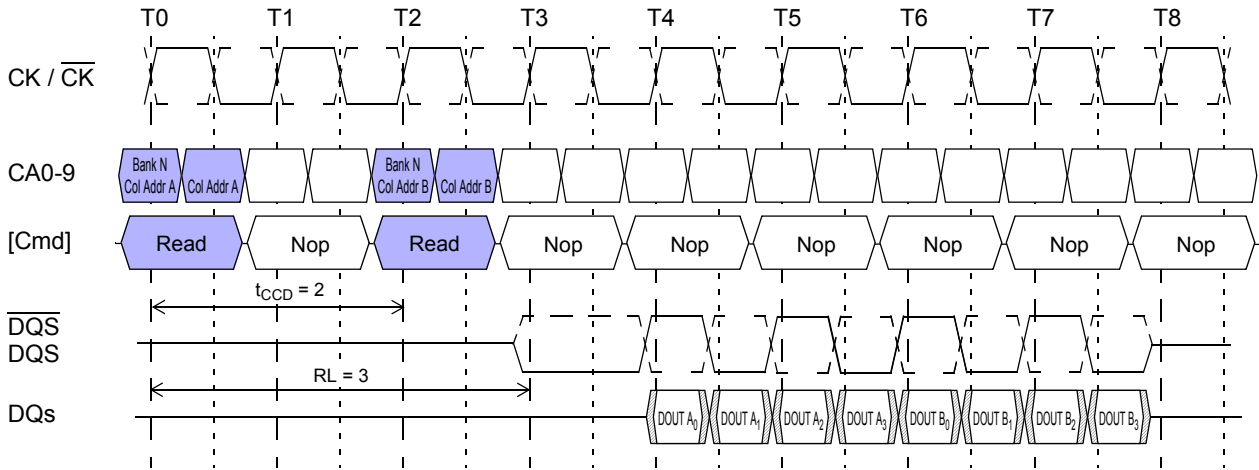 T0 T1 T2 T3 T4 T5 T6 T7 T8
CK / CK
CA0-9
Bank N
Col Addr A
Col Addr A
Bank N
Col Addr B
Col Addr B
[Cmd]
Read Nop Read Nop Nop Nop Nop Nop Nop
tCCD = 2
DQS
DQS
RL = 3
DQs
DOUT A0 DOUT A1 DOUT A2 DOUT A3 DOUT B0 DOUT B1 DOUT B2 DOUT B3